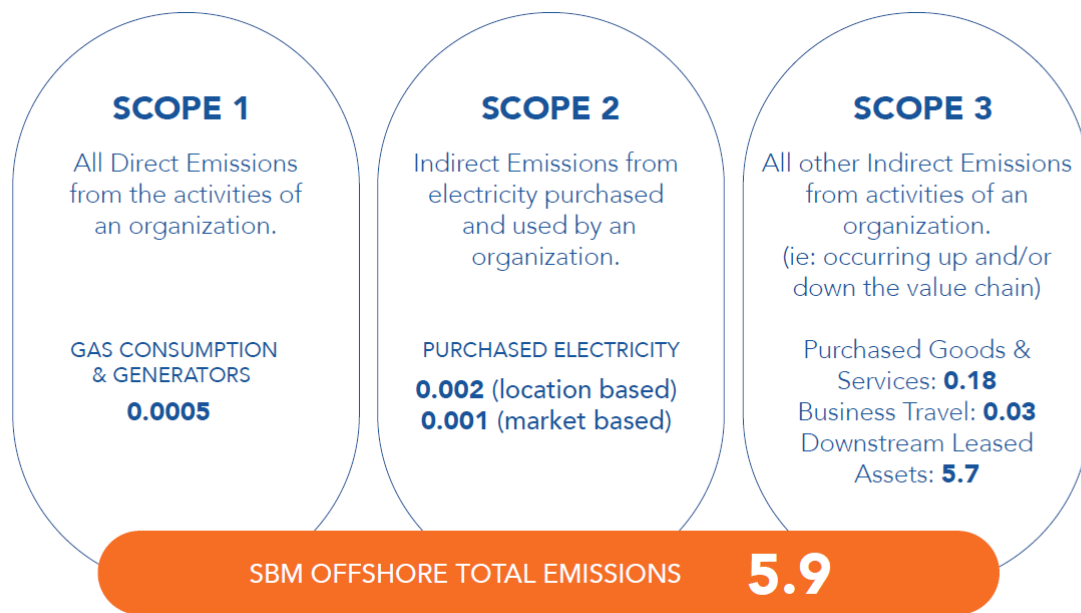 SCOPE 1
All Direct Emissions
from the activities of
an organization.
GAS CONSUMPTION
& GENERATORS
0.0005
SCOPE 2
Indirect Emissions from
electricity purchased
and used by an
organization.
PURCHASED ELECTRICITY
0.002 (location based)
0.001 (market based)
SCOPE 3
All other Indirect Emissions
from activities of an
organization.
(ie: occurring up and/or
down the value chain)
Purchased Goods &
Services: 0.18
Business Travel: 0.03
Downstream Leased
Assets: 5.7
SBM OFFSHORE TOTAL EMISSIONS 5.9